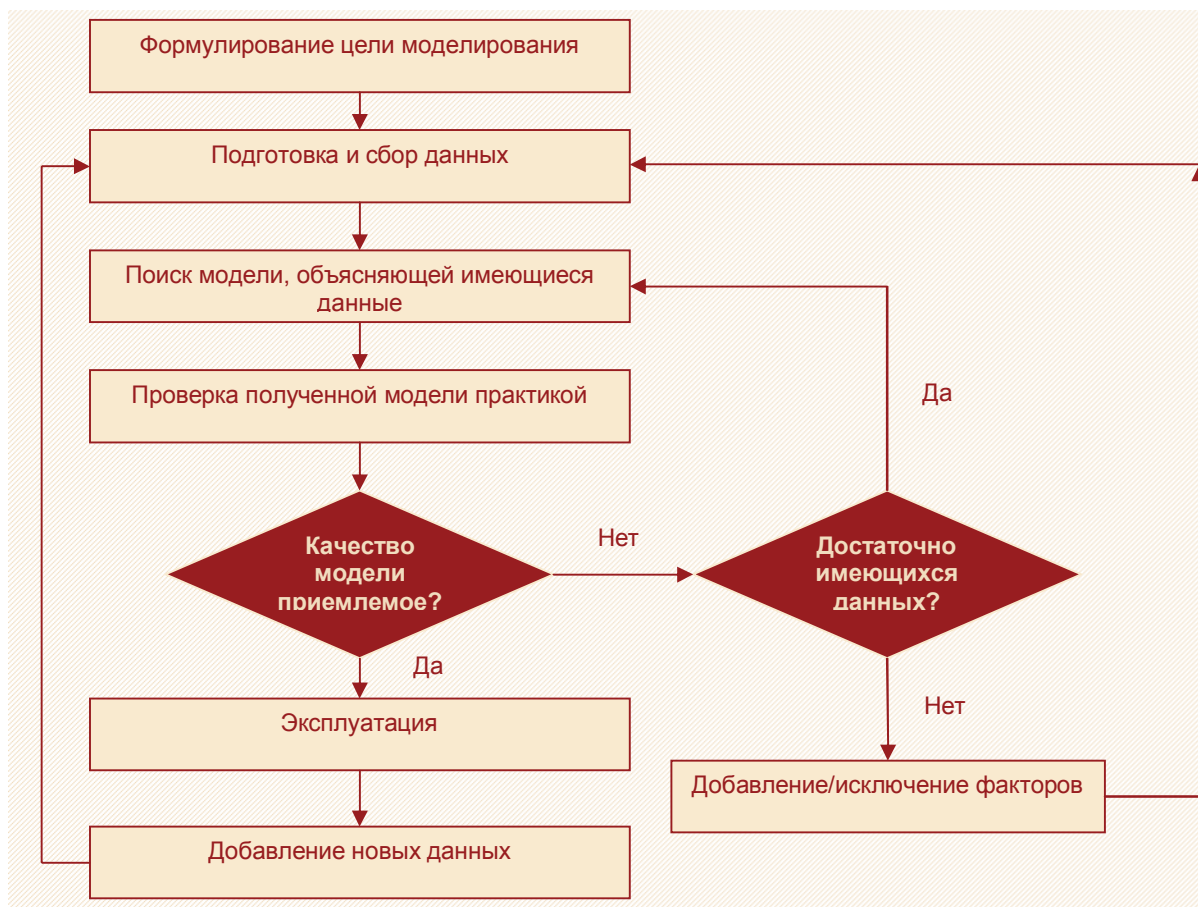 Формулирование цели моделирования
Подготовка и сбор данных
Поиск модели, объясняющей имеющиеся
данные
Проверка полученной модели практикой
Да
Качество
модели
приемлемое?
Нет
Достаточно
имеющихся
данных?
Да
Нет
Эксплуатация
Добавление/исключение факторов
Добавление новых данных